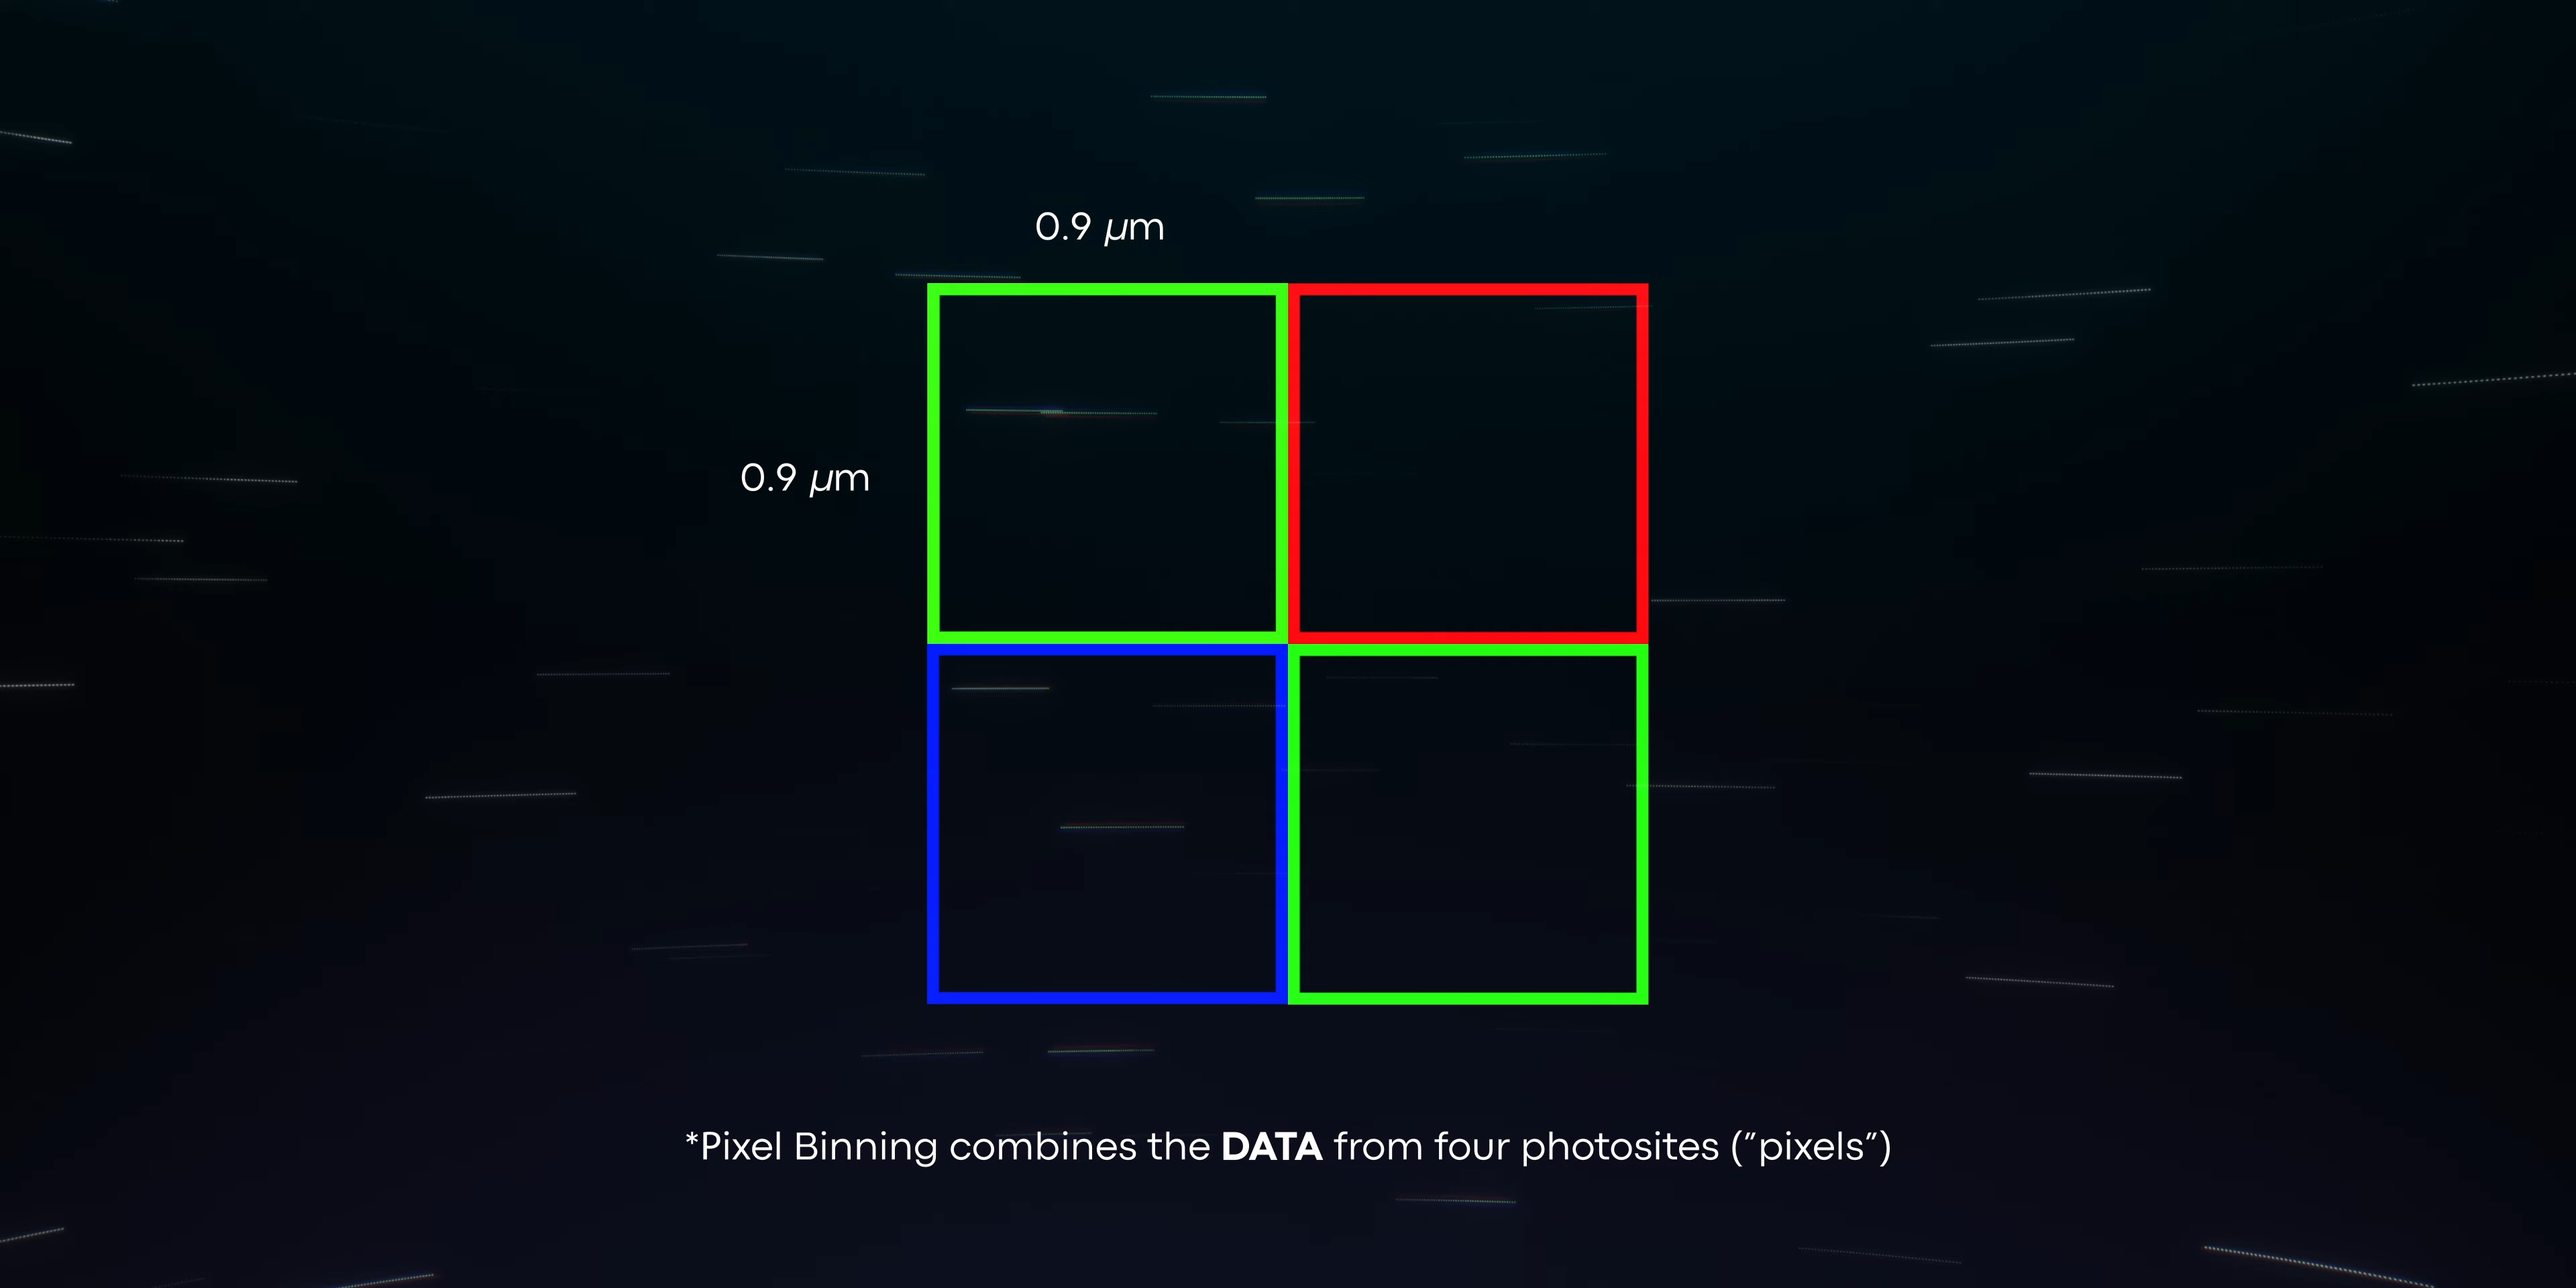 0.9 µm
0.9 µm
*Pixel Binning combines the DATA from four photosites (”pixels”)